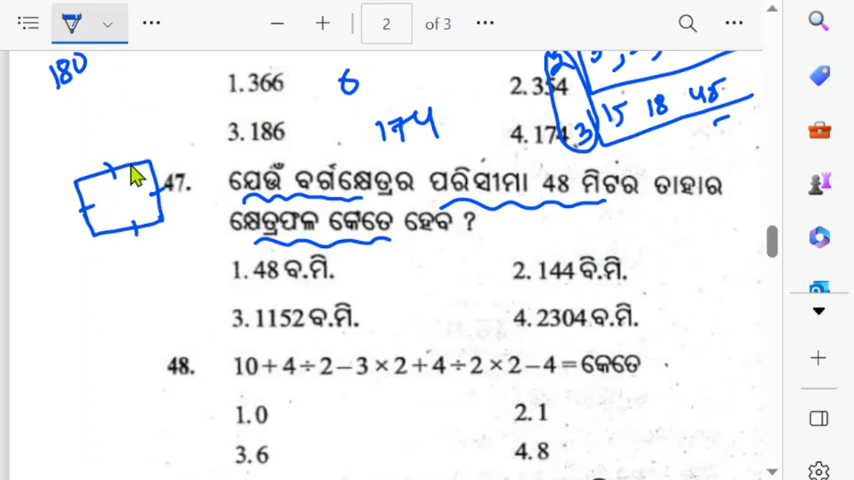 2 of 3
180
1. 366 6 2. 354
15 18 45
3. 186 174 4. 174 3
47. ଯେଉଁ ବର୍ଗକ୍ଷେତ୍ରର ପରିସୀମା 48 ମିଟର ତାହାର
କ୍ଷେତ୍ରଫଳ କେତେ ହେବ ?
1. 48 ବ.ମି. 2. 144 ବି.ମି.
3. 1152 ବ.ମି. 4. 2304 ବ.ମି.
48. 10 + 4 ÷ 2 – 3 × 2 + 4 ÷ 2 × 2 – 4 = କେତେ
1. 0 2. 1
3. 6 4. 8